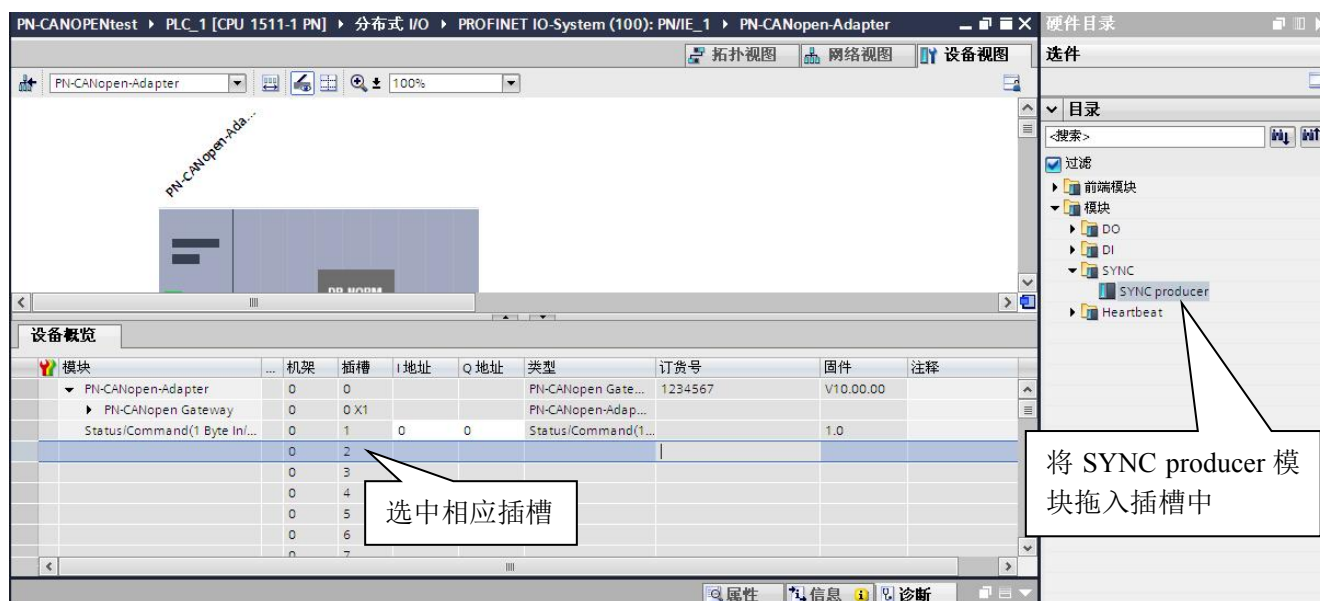 PN-CANOPENtest ▸ PLC_1 [CPU 1511-1 PN] ▸ 分布式 I/O ▸ PROFINET IO-System (100): PN/IE_1 ▸ PN-CANopen-Adapter
硬件目录
拓扑视图 网络视图 设备视图
选件
PN-CANopen-Adapter 100%
目录
<搜索>
过滤
前端模块
模块
DO
DI
SYNC
SYNC producer
Heartbeat
PN-CANopen-Ada...
DP-NORM
设备概览
模块 ... 机架 插槽 I 地址 Q 地址 类型 订货号 固件 注释
PN-CANopen-Adapter 0 0 PN-CANopen Gate... 1234567 V10.00.00
PN-CANopen Gateway 0 0 X1 PN-CANopen-Adap...
Status/Command(1 Byte In/... 0 1 0 0 Status/Command(1... 1.0
0 2
0 3
0 4
0 5
0 6
0 7
选中相应插槽
将 SYNC producer 模
块拖入插槽中
属性 信息 诊断